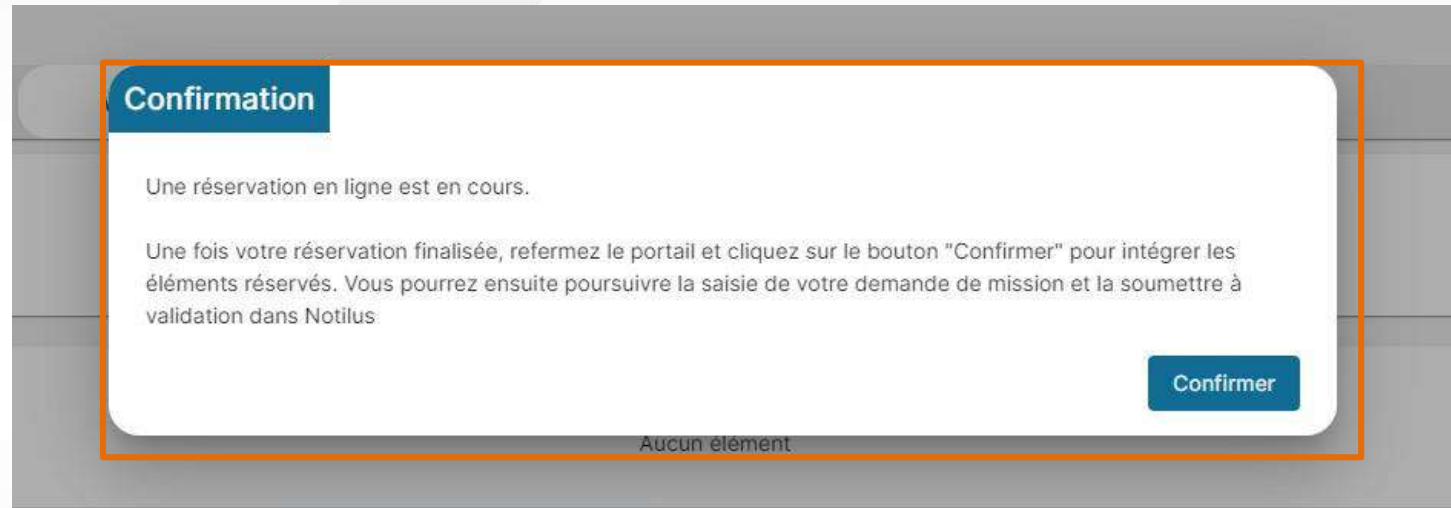 Confirmation
Une réservation en ligne est en cours.
Une fois votre réservation finalisée, refermez le portail et cliquez sur le bouton "Confirmer" pour intégrer les
éléments réservés. Vous pourrez ensuite poursuivre la saisie de votre demande de mission et la soumettre à
validation dans Notilus
Confirmer
Aucun élément